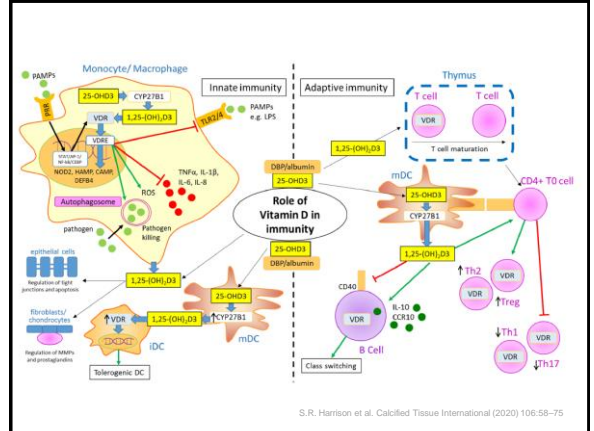 Monocyte/ Macrophage
Innate immunity
Adaptive immunity
Thymus
PAMPs
PRR
25-OHD3
CYP27B1
VDR
1,25-(OH)2D3
VDRE
TLR2/4
PAMPs
e.g. LPS
STAT/AP-1/
NF-kB/CEBP
NOD2, HAMP, CAMP,
DEFB4
ROS
TNFα, IL-1β,
IL-6, IL-8
Autophagosome
pathogen
Pathogen
killing
T cell
T cell
VDR
T cell maturation
1,25-(OH)2D3
DBP/albumin
25-OHD3
Role of
Vitamin D in
immunity
25-OHD3
DBP/albumin
mDC
25-OHD3
CYP27B1
1,25-(OH)2D3
CD4+ T0 cell
epithelial cells
Regulation of tight
junctions and apoptosis
1,25-(OH)2D3
fibroblasts/
chondrocytes
Regulation of MMPs
and prostaglandins
VDR
iDC
1,25-(OH)2D3
25-OHD3
CYP27B1
mDC
Tolerogenic DC
CD40
VDR
B Cell
IL-10
CCR10
Class switching
↑Th2
VDR
VDR
↑Treg
↓Th1
VDR
VDR
↓Th17
S.R. Harrison et al. Calcified Tissue International (2020) 106:58–75